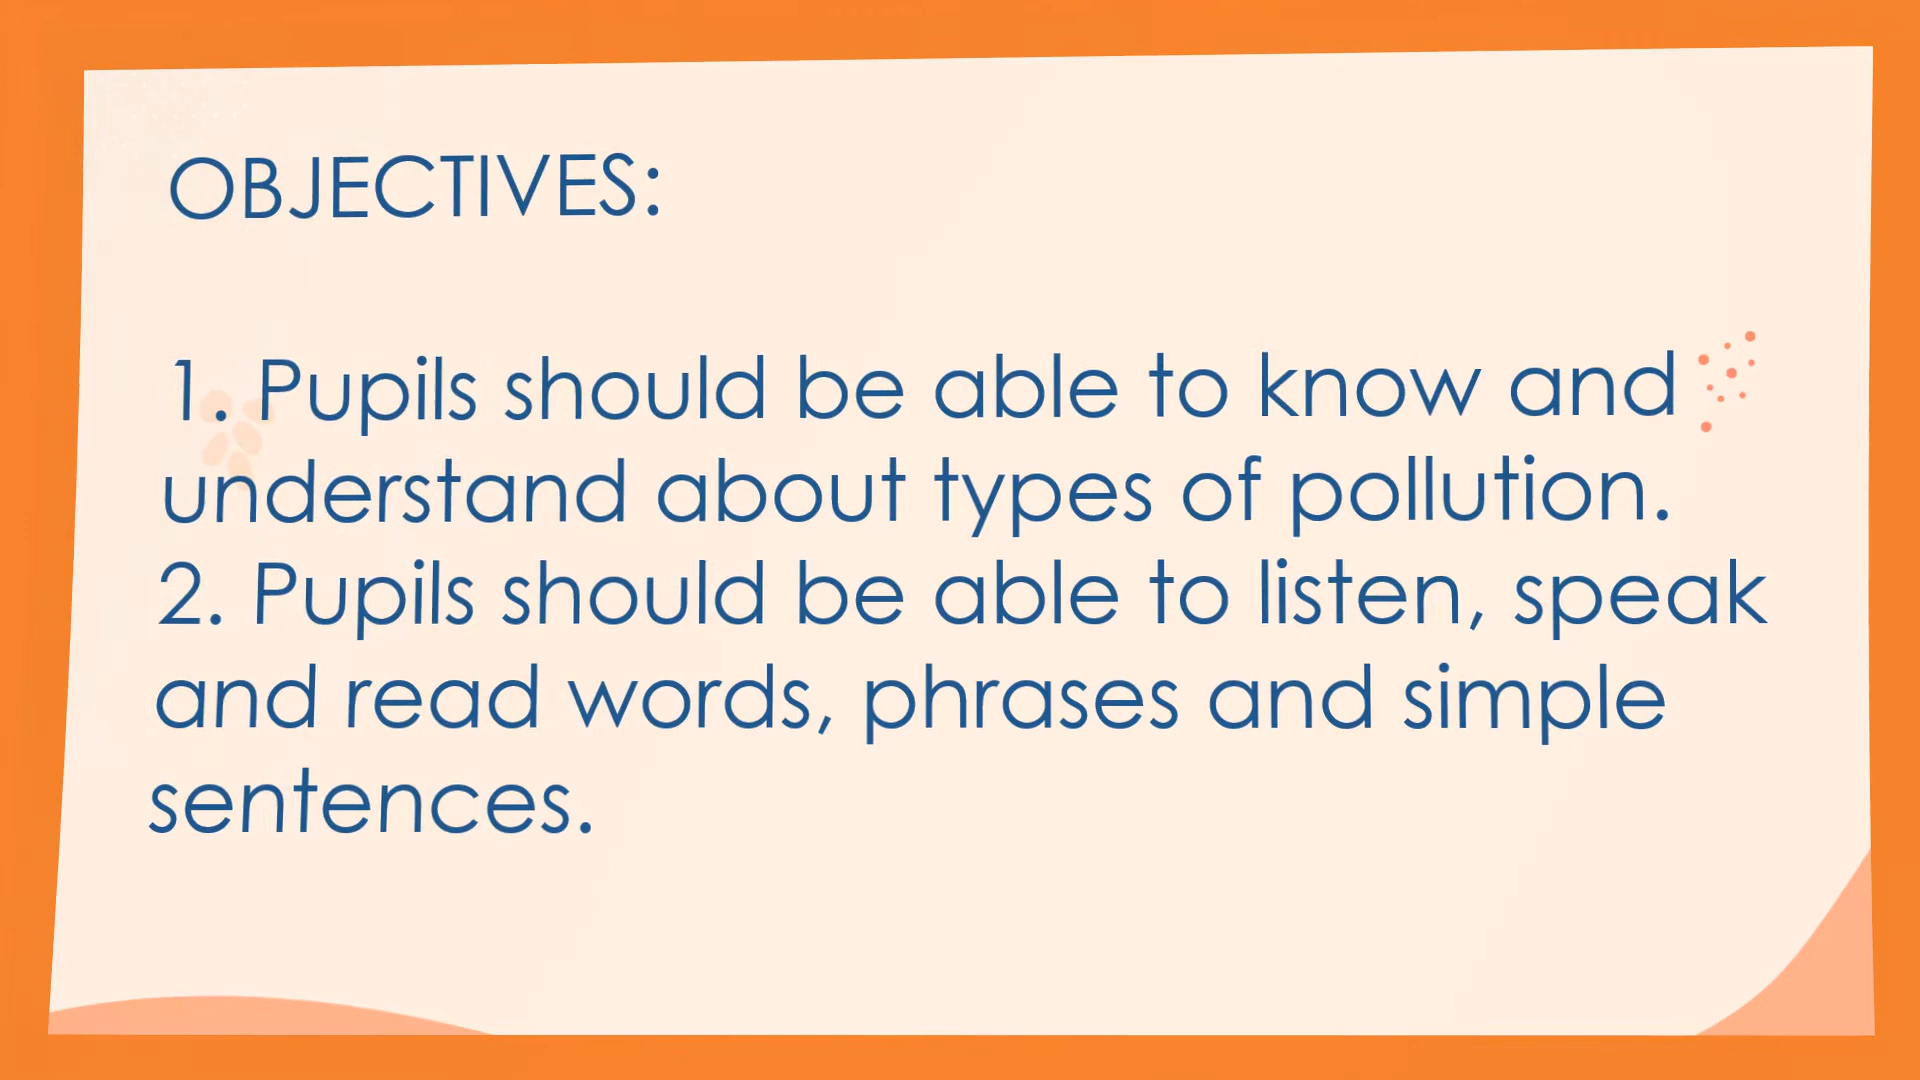 OBJECTIVES:
1. Pupils should be able to know and
understand about types of pollution.
2. Pupils should be able to listen, speak
and read words, phrases and simple
sentences.